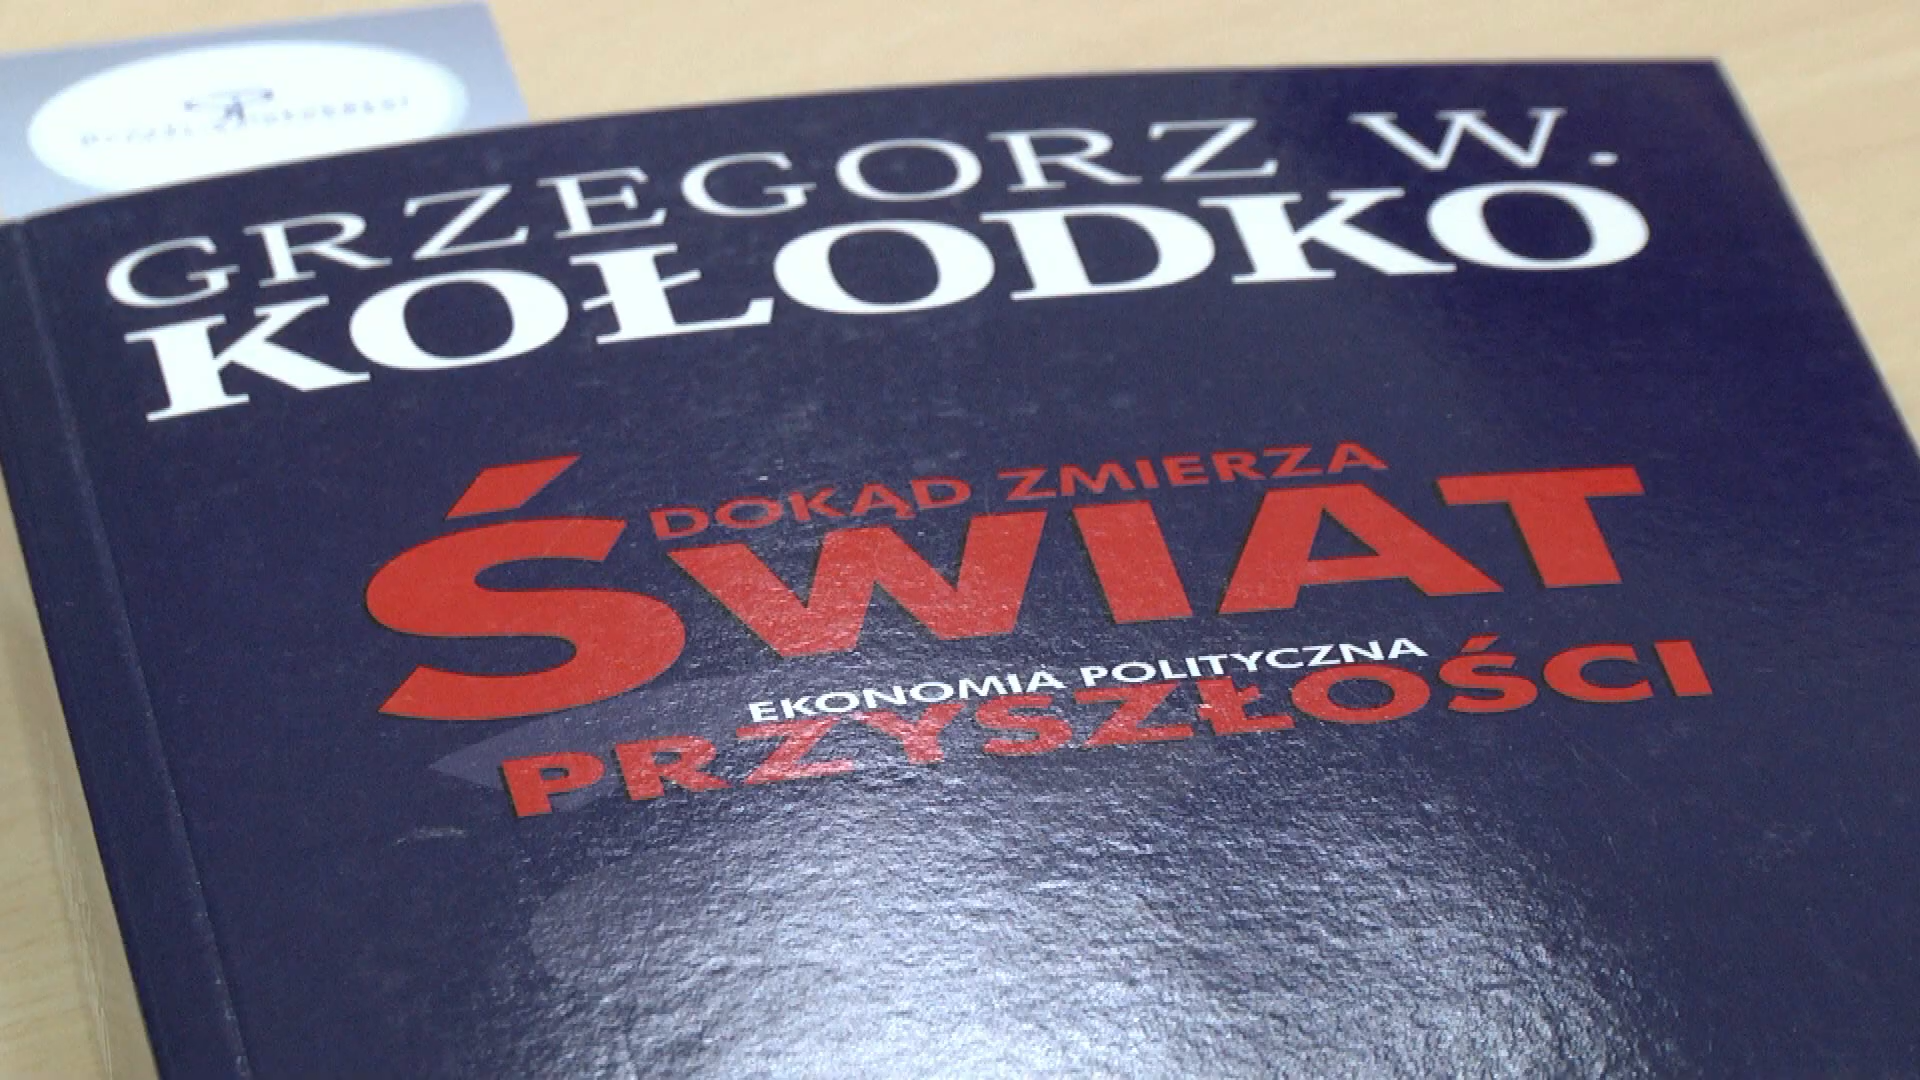 GRZEGORZ W.
KOŁODKO
DOKĄD ZMIERZA
ŚWIAT
EKONOMIA POLITYCZNA
PRZYSZŁOŚCI